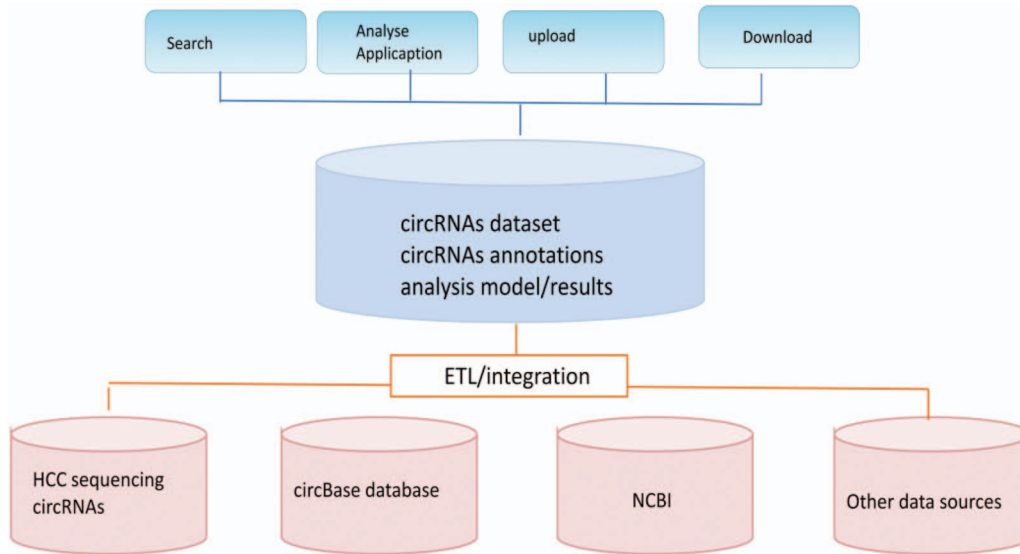 Search
Analyse
Applicaption
upload
Download
circRNAs dataset
circRNAs annotations
analysis model/results
ETL/integration
HCC sequencing
circRNAs
circBase database
NCBI
Other data sources